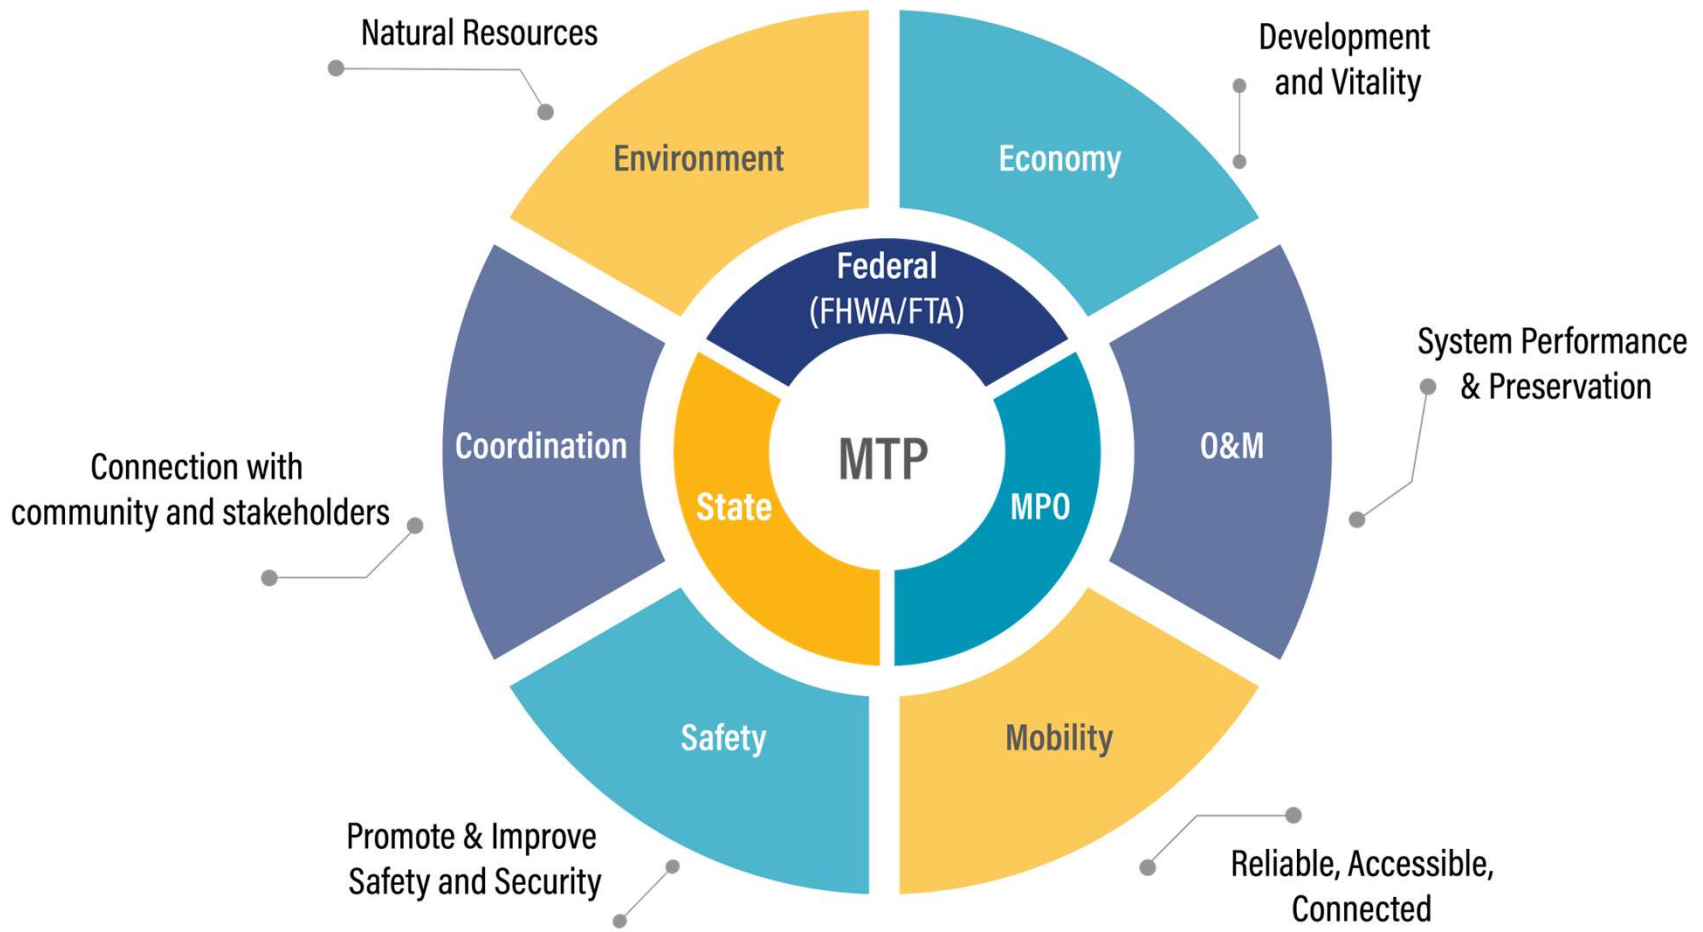 Natural Resources
Development
and Vitality
Environment
Economy
Federal
(FHWA/FTA)
System Performance
& Preservation
Coordination
MTP
O&M
Connection with
community and stakeholders
State
MPO
Safety
Mobility
Promote & Improve
Safety and Security
Reliable, Accessible,
Connected